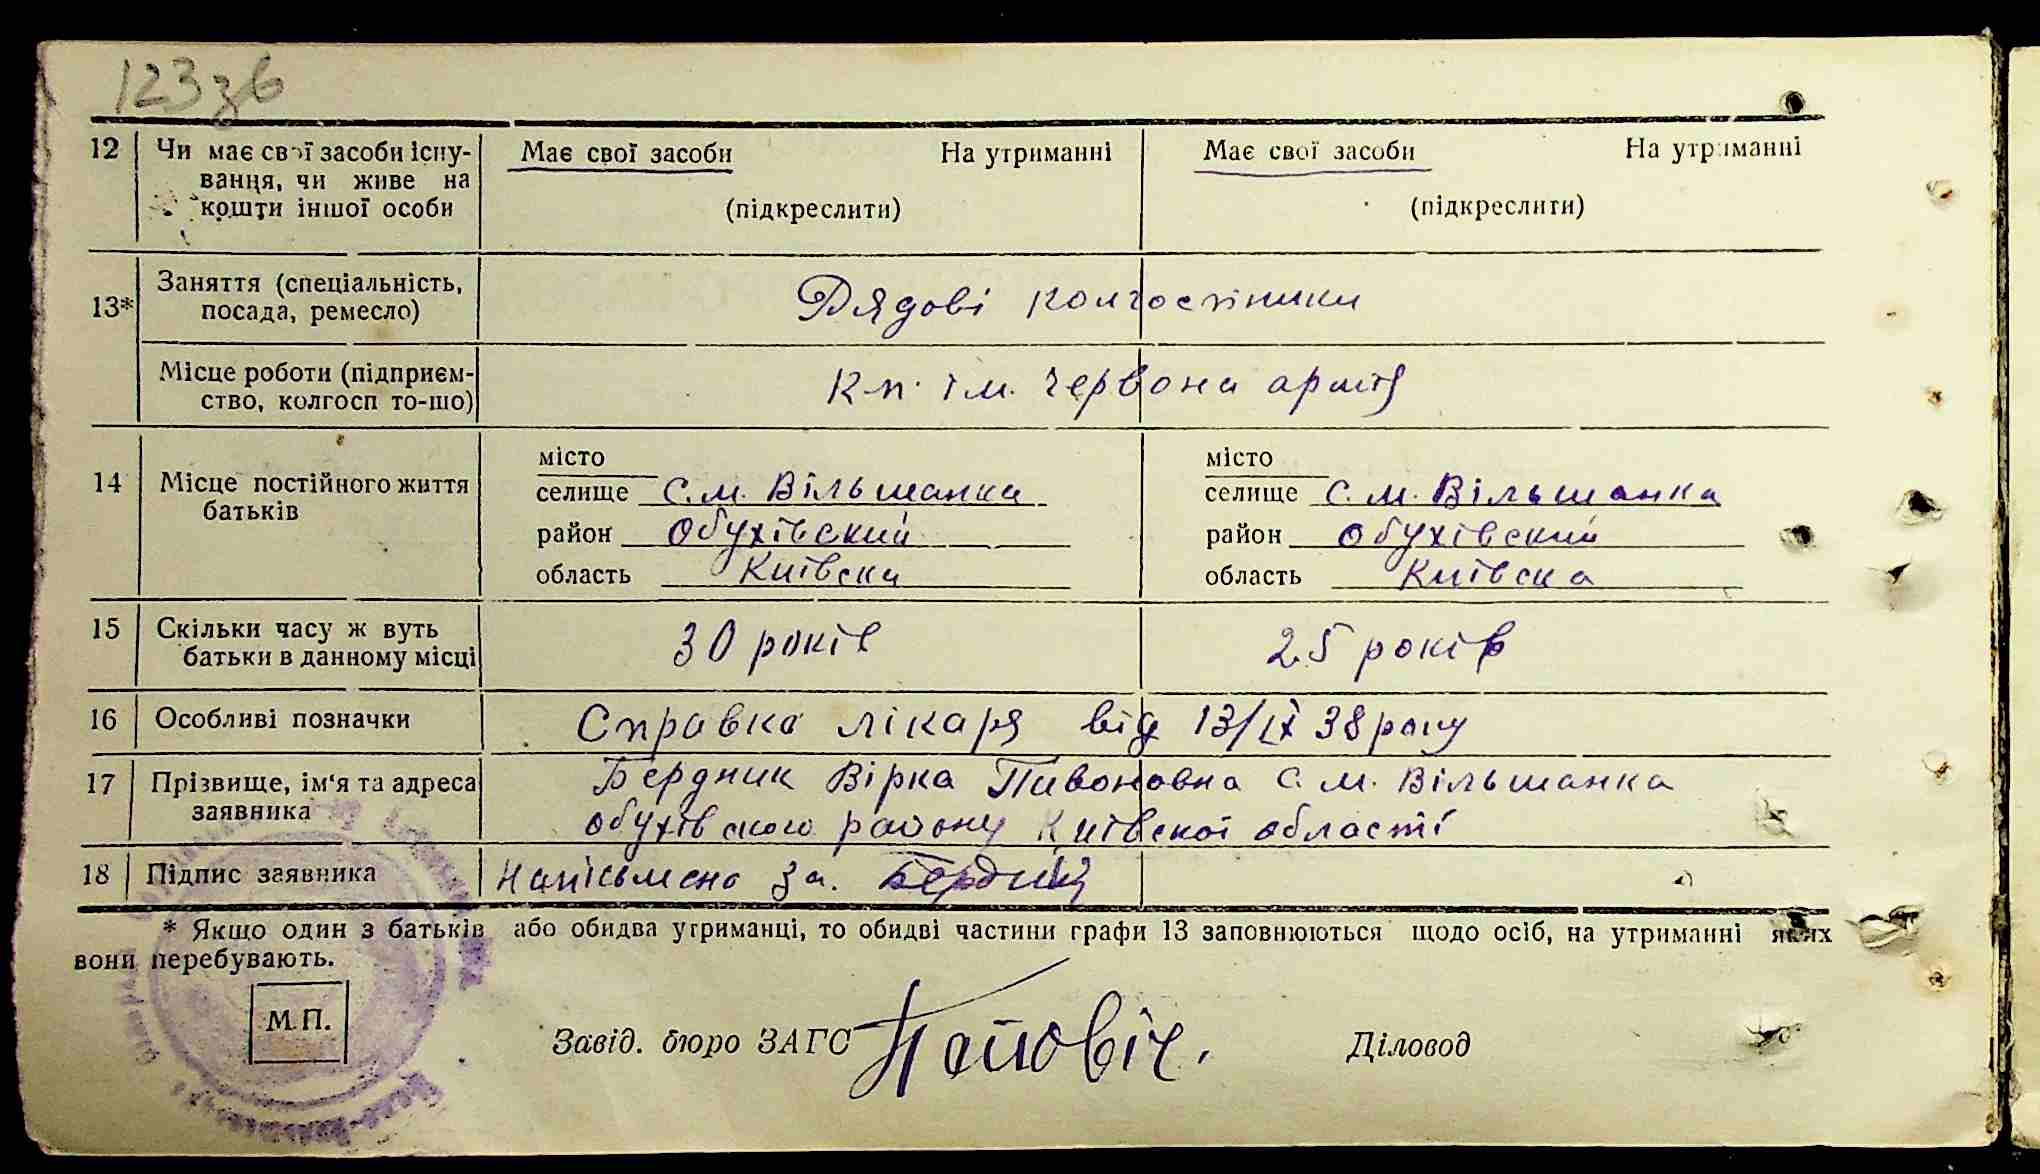 123зв
12 Чи має свої засоби існу- Має свої засоби На утриманні Має свої засоби На утриманні
вання, чи живе на
кошти іншої особи (підкреслити) (підкреслити)
13* Заняття (спеціальність, посада, ремесло) Рядові колгоспники
Місце роботи (підприєм-
ство, колгосп то-що) Кл. ім. Червона армія
14 Місце постійного життя батьків
місто місто
селище С. М. Вільшанка селище С. М. Вільшанка
район Обухівский район Обухівский
область Київска область Київска
15 Скільки часу ж вуть
батьки в данному місці 30 років 25 років
16 Особливі позначки Справка лікаря від 13/IX 38 року
17 Прізвище, ім'я та адреса Бердник Вірка Пивоновна С. М. Вільшанка
заявника Обухівского району Київскої області
18 Підпис заявника Напісьмена за. Бердник
* Якщо один з батьків або обидва утриманці, то обидві частини графи 13 заповнюються щодо осіб, на утриманні яких
вони перебувають.
М.П.
Завід. бюро ЗАГС Попович. Діловод